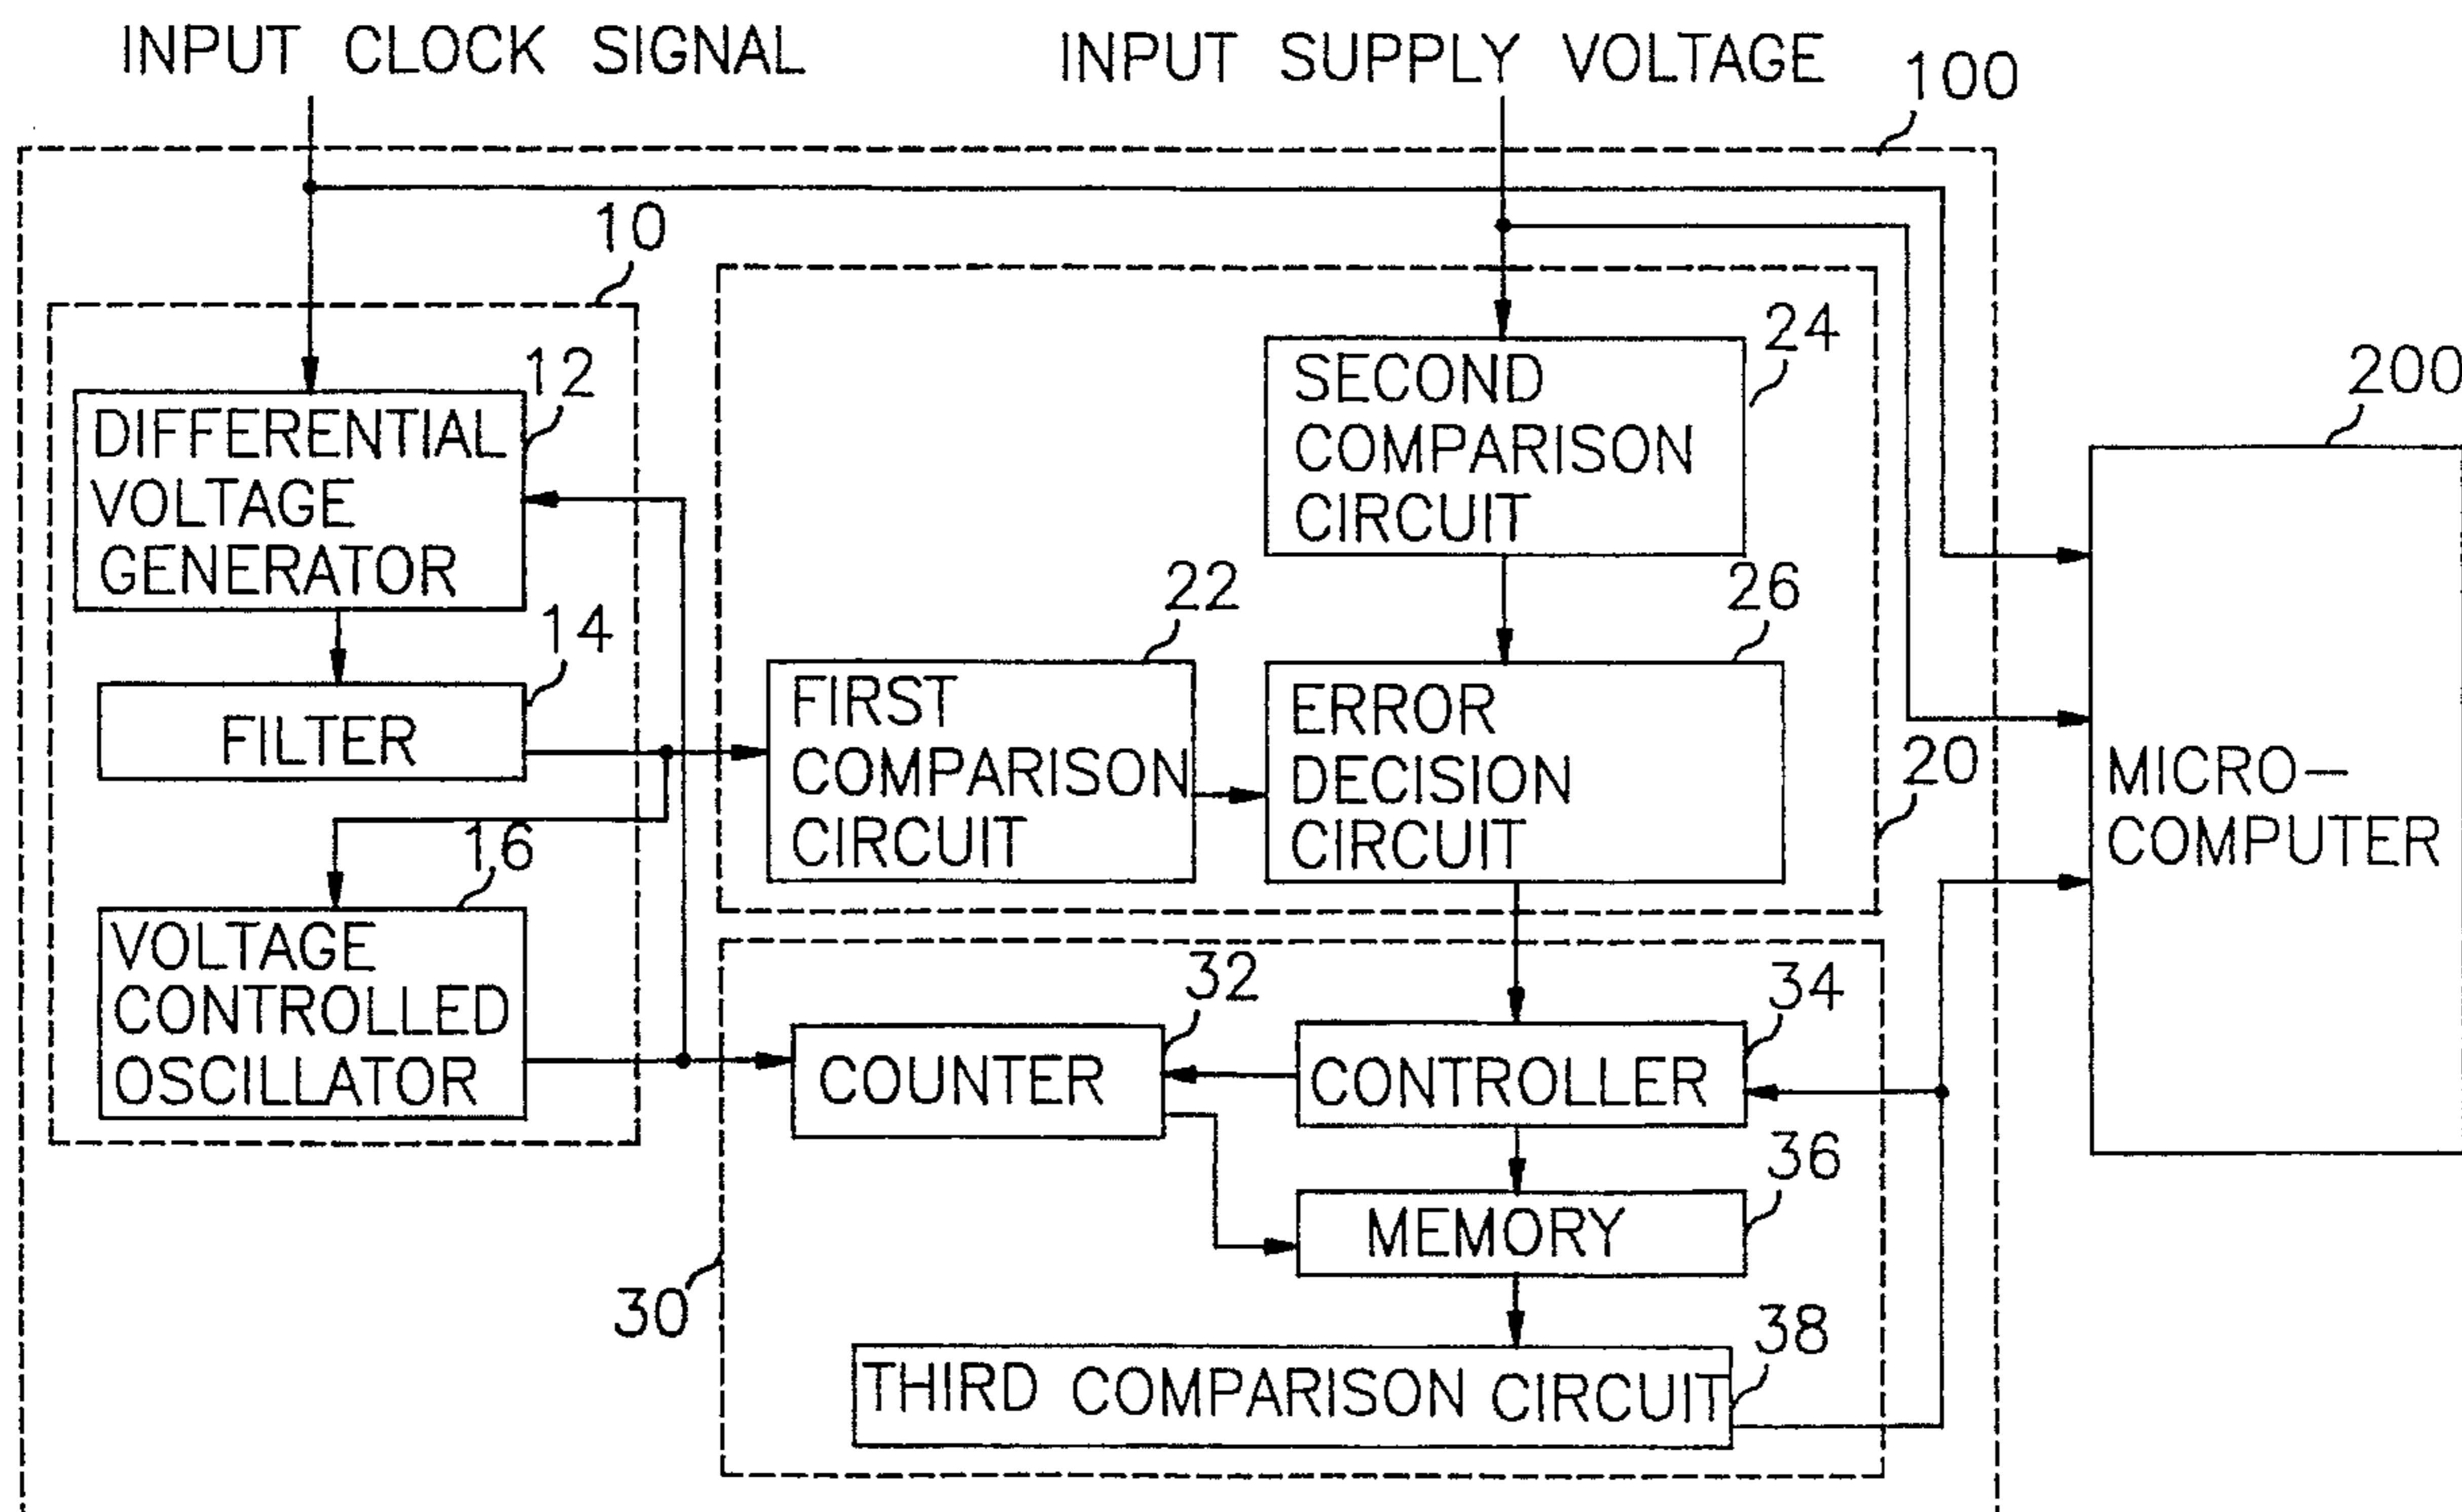 INPUT CLOCK SIGNAL
INPUT SUPPLY VOLTAGE
100
10
12
DIFFERENTIAL
VOLTAGE
GENERATOR
14
FILTER
16
VOLTAGE
CONTROLLED
OSCILLATOR
24
SECOND
COMPARISON
CIRCUIT
22
FIRST
COMPARISON
CIRCUIT
26
ERROR
DECISION
CIRCUIT
20
200
MICRO-
COMPUTER
32
COUNTER
34
CONTROLLER
36
MEMORY
30
38
THIRD COMPARISON CIRCUIT